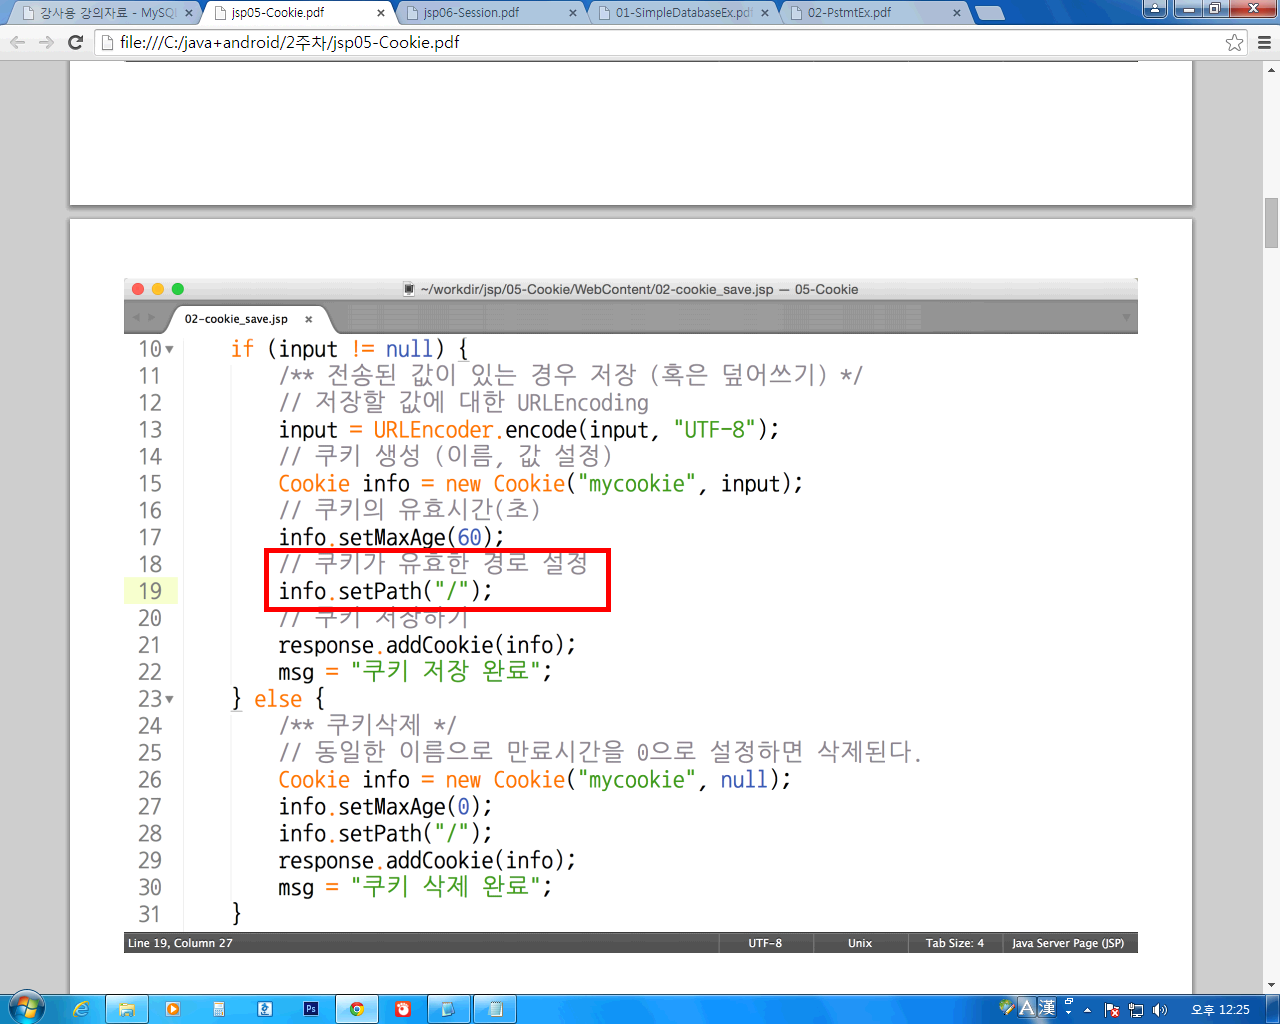 강사용 강의자료 - MySQL
jsp05-Cookie.pdf
jsp06-Session.pdf
01-SimpleDatabaseEx.pdf
02-PstmtEx.pdf
file:///C:/java+android/2주차/jsp05-Cookie.pdf
~/workdir/jsp/05-Cookie/WebContent/02-cookie_save.jsp — 05-Cookie
02-cookie_save.jsp
10 if (input != null) {
11 /** 전송된 값이 있는 경우 저장 (혹은 덮어쓰기) */
12 // 저장할 값에 대한 URLEncoding
13 input = URLEncoder.encode(input, "UTF-8");
14 // 쿠키 생성 (이름, 값 설정)
15 Cookie info = new Cookie("mycookie", input);
16 // 쿠키의 유효시간(초)
17 info.setMaxAge(60);
18 // 쿠키가 유효한 경로 설정
19 info.setPath("/");
20 // 쿠키 저장하기
21 response.addCookie(info);
22 msg = "쿠키 저장 완료";
23 } else {
24 /** 쿠키삭제 */
25 // 동일한 이름으로 만료시간을 0으로 설정하면 삭제된다.
26 Cookie info = new Cookie("mycookie", null);
27 info.setMaxAge(0);
28 info.setPath("/");
29 response.addCookie(info);
30 msg = "쿠키 삭제 완료";
31 }
Line 19, Column 27
UTF-8
Unix
Tab Size: 4
Java Server Page (JSP)
Ps
A 漢
오후 12:25